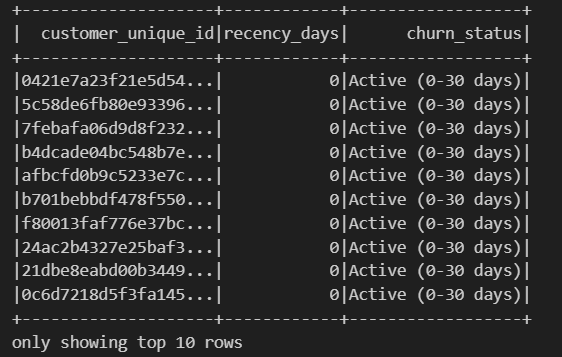 +--------------------+------------+------------------+
|  customer_unique_id|recency_days|      churn_status|
+--------------------+------------+------------------+
|0421e7a23f21e5d54...|           0|Active (0-30 days)|
|5c58de6fb80e93396...|           0|Active (0-30 days)|
|7febafa06d9d8f232...|           0|Active (0-30 days)|
|b4dcade04bc548b7e...|           0|Active (0-30 days)|
|afbcfd0b9c5233e7c...|           0|Active (0-30 days)|
|b701bebbdf478f550...|           0|Active (0-30 days)|
|f80013faf776e37bc...|           0|Active (0-30 days)|
|24ac2b4327e25baf3...|           0|Active (0-30 days)|
|21dbe8eabd00b3449...|           0|Active (0-30 days)|
|0c6d7218d5f3fa145...|           0|Active (0-30 days)|
+--------------------+------------+------------------+
only showing top 10 rows